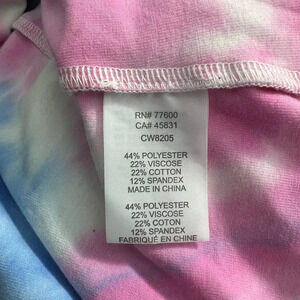 RN# 77600
CA# 45831
CW8205
44% POLYESTER
22% VISCOSE
22% COTTON
12% SPANDEX
MADE IN CHINA
44% POLYESTER
22% VISCOSE
22% COTON
12% SPANDEX
FABRIQUÉ EN CHINE